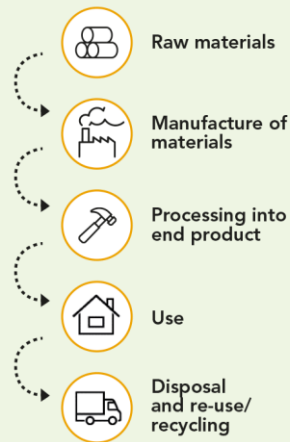 Raw materials
Manufacture of
materials
Processing into
end product
Use
Disposal
and re-use/
recycling